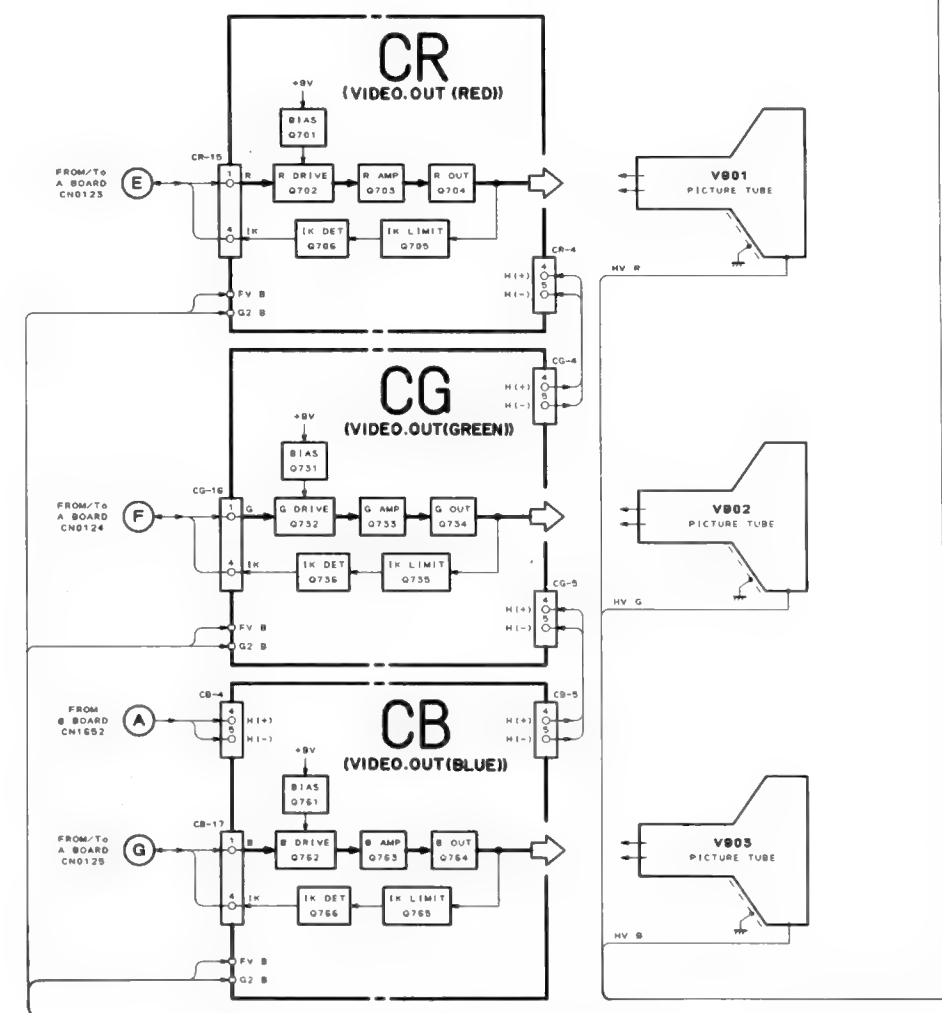 CR
(VIDEO.OUT (RED))
+9V
BIAS
Q701
CR-15
FROM/To
A BOARD
CN0123
E
1
R
R DRIVE
Q702
R AMP
Q703
R OUT
Q704
4
IK
IK DET
Q706
IK LIMIT
Q705
CR-4
H(+)
4
H(-)
5
FV B
G2 B
V901
PICTURE TUBE
HV R
CG-4
H(+)
4
H(-)
5
CG
(VIDEO.OUT(GREEN))
+9V
BIAS
Q731
CG-16
FROM/To
A BOARD
CN0124
F
1
G
G DRIVE
Q732
G AMP
Q733
G OUT
Q734
4
IK
IK DET
Q736
IK LIMIT
Q735
CG-5
H(+)
4
H(-)
5
FV B
G2 B
V902
PICTURE TUBE
HV G
CB-4
FROM
BOARD
CN1652
A
4
H(+)
5
H(-)
CB-5
H(+)
4
H(-)
5
CB
(VIDEO.OUT(BLUE))
+9V
BIAS
Q761
CB-17
FROM/To
A BOARD
CN0125
G
1
B
B DRIVE
Q762
B AMP
Q763
B OUT
Q764
4
IK
IK DET
Q766
IK LIMIT
Q765
FV B
G2 B
V903
PICTURE TUBE
HV B